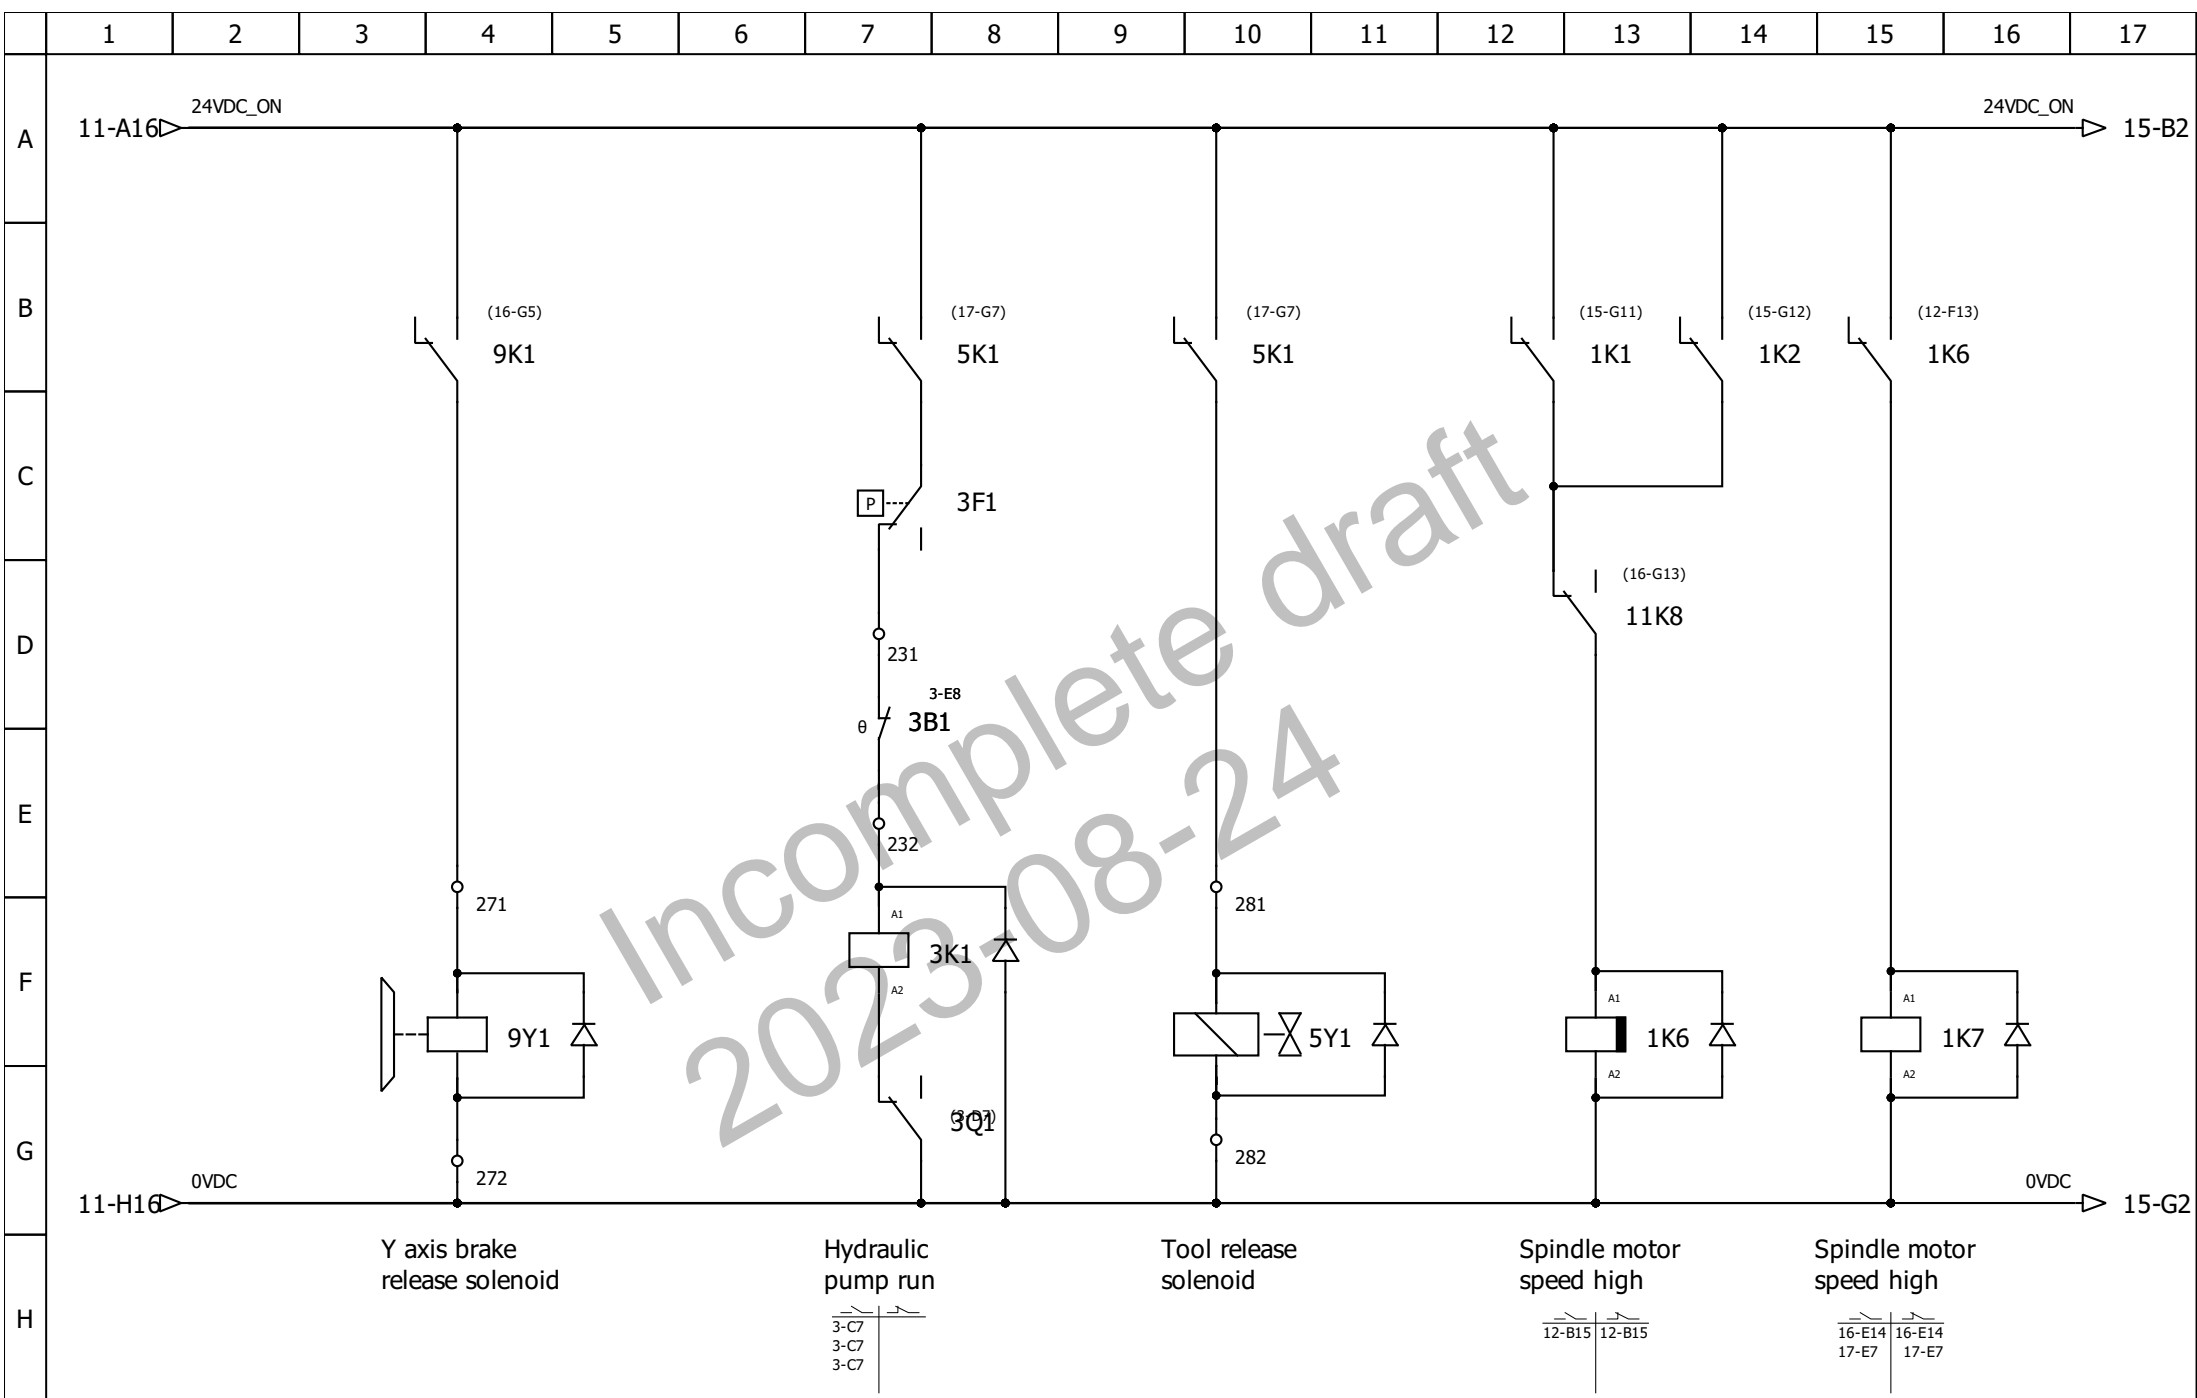 1 2 3 4 5 6 7 8 9 10 11 12 13 14 15 16 17
A
24VDC_ON 24VDC_ON
11-A16 15-B2
B
(16-G5) (17-G7) (17-G7) (15-G11) (15-G12) (12-F13)
9K1 5K1 5K1 1K1 1K2 1K6
C
P 3F1
(16-G13)
11K8
D
231
3-E8
θ 3B1
E
232
271 281
A1
3K1
A2
F
A1 A1
9Y1 5Y1 1K6 1K7
A2 A2
(3-D7)
3Q1
G
282
272
0VDC 0VDC
11-H16 15-G2
Y axis brake
release solenoid
Hydraulic
pump run
Tool release
solenoid
Spindle motor
speed high
Spindle motor
speed high
H
3-C7
3-C7
3-C7
12-B15 12-B15
16-E14 16-E14
17-E7 17-E7
Incomplete draft
2023-08-24